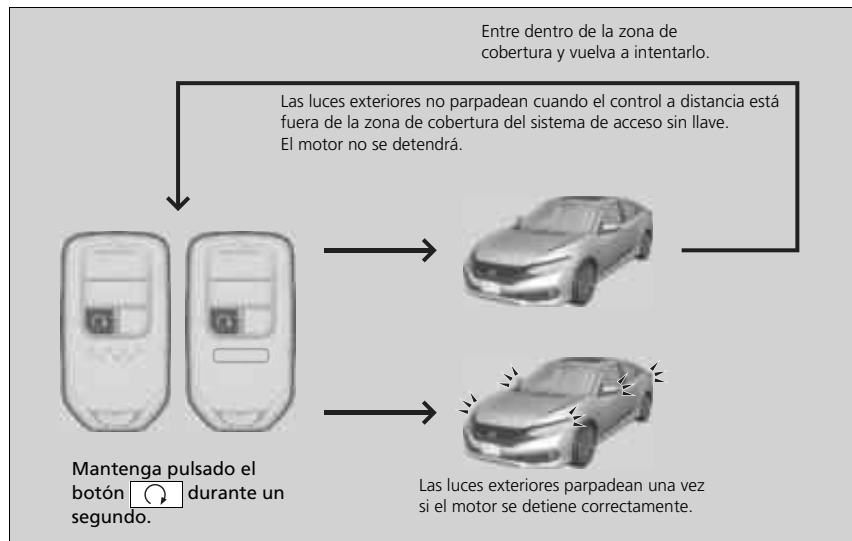 Entre dentro de la zona de
cobertura y vuelva a intentarlo.
Las luces exteriores no parpadean cuando el control a distancia está
fuera de la zona de cobertura del sistema de acceso sin llave.
El motor no se detendrá.
Mantenga pulsado el
botón durante un
segundo.
Las luces exteriores parpadean una vez
si el motor se detiene correctamente.